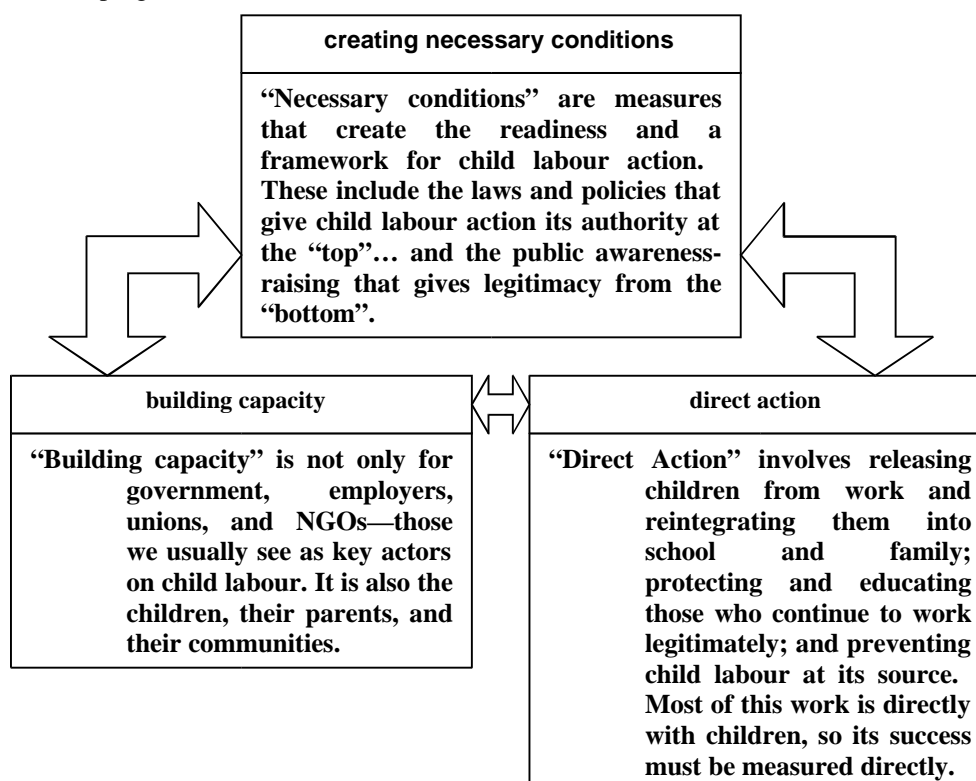 creating necessary conditions
“Necessary conditions” are measures
that create the readiness and a
framework for child labour action.
These include the laws and policies that
give child labour action its authority at
the “top”… and the public awareness-
raising that gives legitimacy from the
“bottom”.
building capacity
“Building capacity” is not only for
government, employers,
unions, and NGOs—those
we usually see as key actors
on child labour. It is also the
children, their parents, and
their communities.
direct action
“Direct Action” involves releasing
children from work and
reintegrating them into
school and family;
protecting and educating
those who continue to work
legitimately; and preventing
child labour at its source.
Most of this work is directly
with children, so its success
must be measured directly.